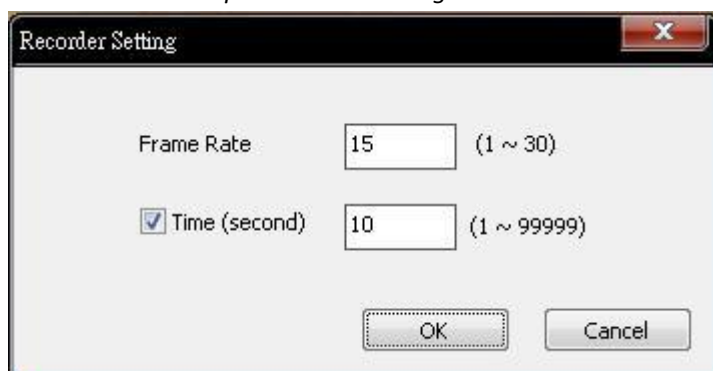 Recorder Setting
Frame Rate 15 (1 ~ 30)
Time (second) 10 (1 ~ 99999)
OK Cancel